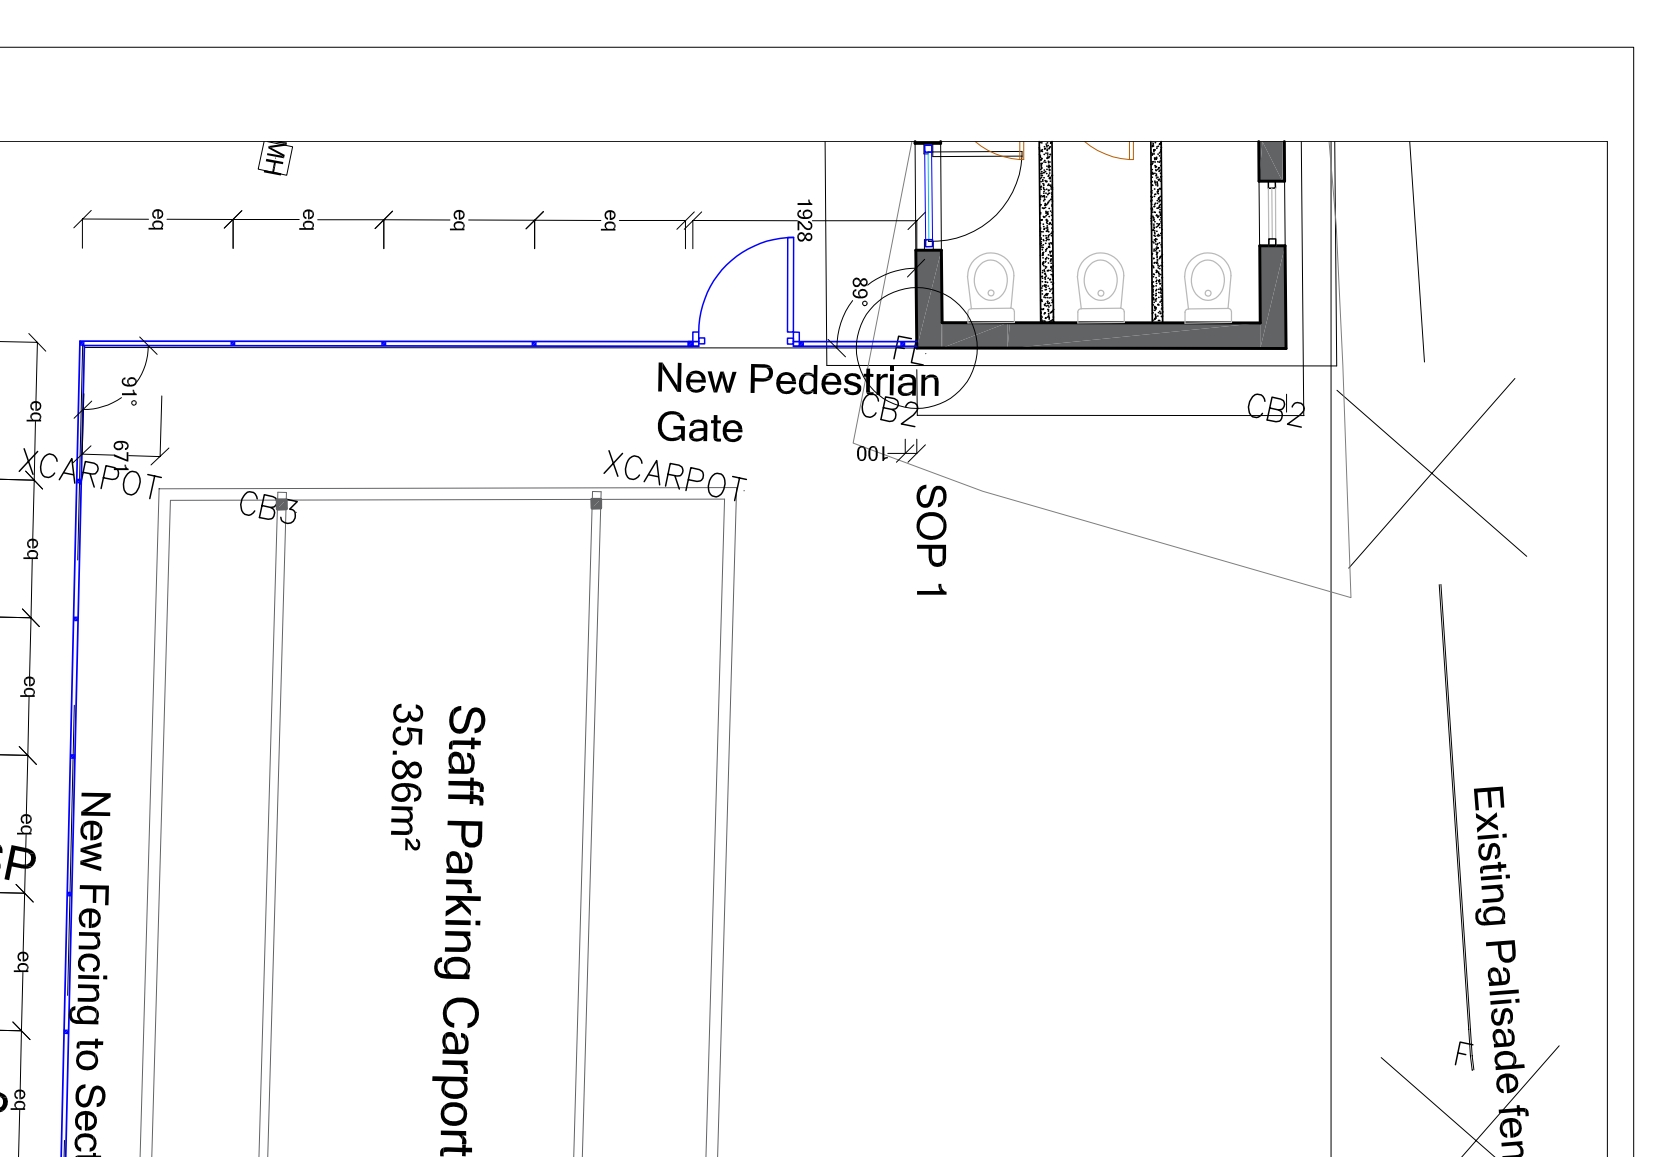 MH
eq
eq
eq
eq
1928
89°
91°
671
eq
eq
eq
eq
eq
eq
New Pedestrian
Gate
CB2
CB2
100
XCARPOT
XCARPOT
CB3
SOP 1
Staff Parking Carport
35.86m²
New Fencing to Sect
Existing Palisade fen
F